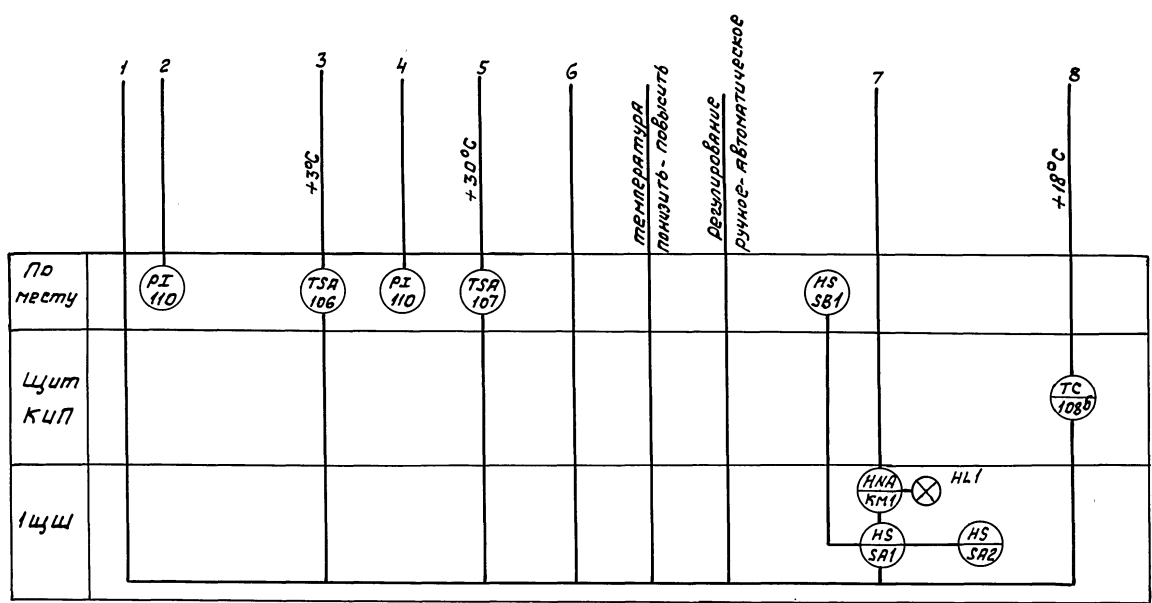 1
2
3
4
5
6
7
8
+3°С
+30°С
температура
понизить - повысить
регулирование
ручное - автоматическое
+18°С
По
месту
PI
110
TSA
106
PI
110
TSA
107
HS
SB1
Щит
КИП
TC
108б
1ЩШ
HNA
KM1
HL1
HS
SA1
HS
SA2